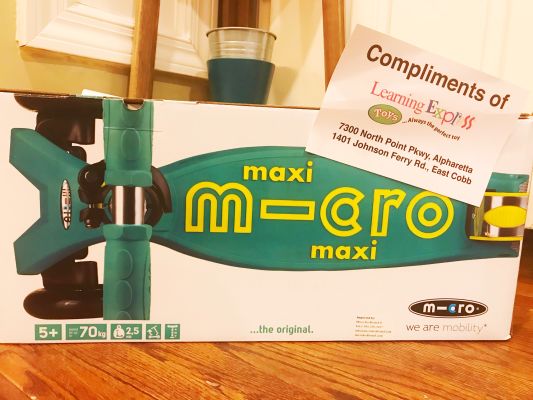 Compliments of
Learning Express
TOYS
...Always the perfect toy!
7300 North Point Pkwy, Alpharetta
1401 Johnson Ferry Rd., East Cobb
maxi
m-cro
maxi
5+
70kg
2,5
...the original.
m-cro
we are mobility*